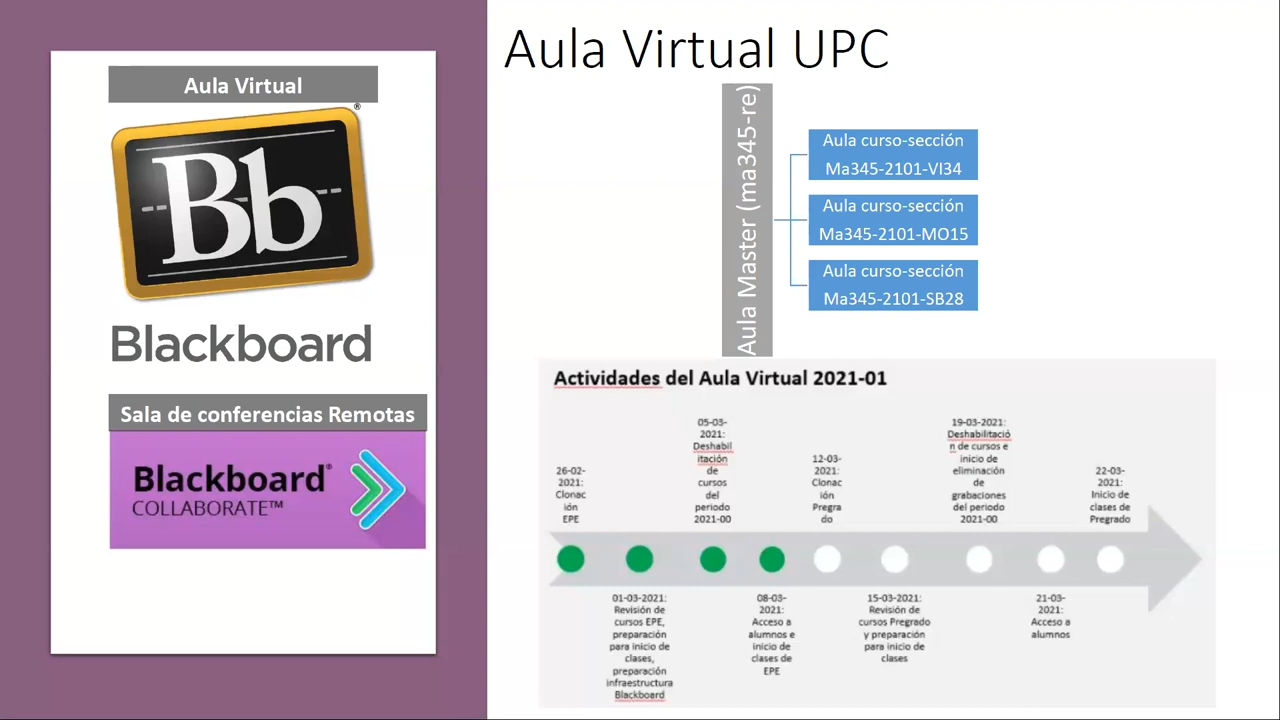 Aula Virtual UPC
Aula Virtual
®
Bb
Blackboard
Sala de conferencias Remotas
Blackboard®
COLLABORATE™
Aula Master (ma345-re)
Aula curso-sección
Ma345-2101-VI34
Aula curso-sección
Ma345-2101-MO15
Aula curso-sección
Ma345-2101-SB28
Actividades del Aula Virtual 2021-01
26-02-
2021:
Clonac
ión
EPE
01-03-2021:
Revisión de
cursos EPE,
preparación
para inicio de
clases,
preparación
infraestructura
Blackboard
05-03-
2021:
Deshabil
itación
de
cursos
del
periodo
2021-00
08-03-
2021:
Acceso a
alumnos e
inicio de
clases de
EPE
12-03-
2021:
Clonac
ión
Pregra
do
15-03-2021:
Revisión de
cursos Pregrado
y preparación
para inicio de
clases
19-03-2021:
Deshabilitació
n de cursos e
inicio de
eliminación
de
grabaciones
del periodo
2021-00
21-03-
2021:
Acceso a
alumnos
22-03-
2021:
Inicio de
clases de
Pregrado